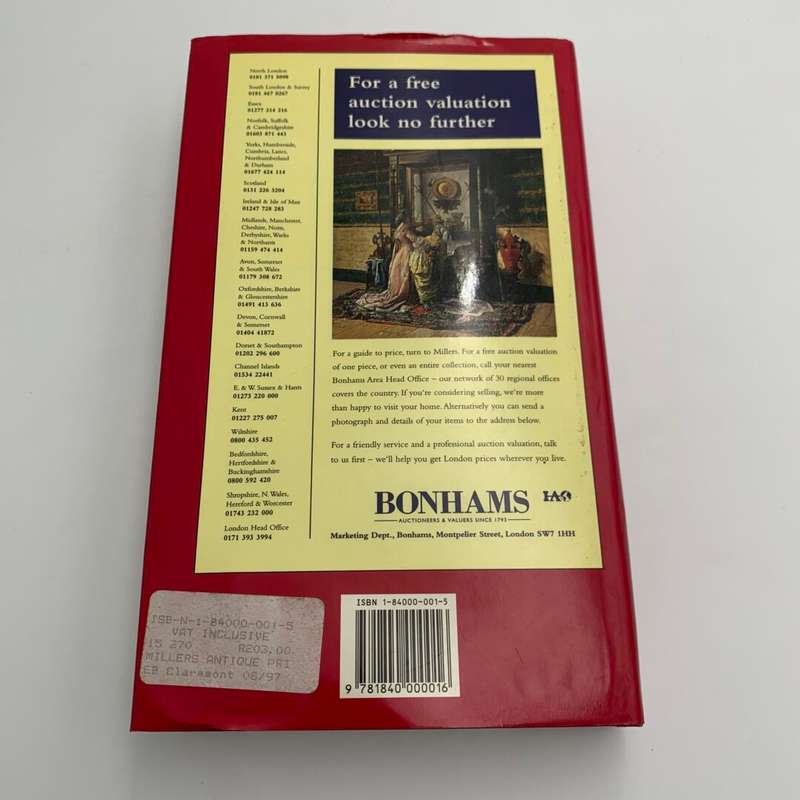 North London
0181 371 0098
South London & Surrey
0181 467 0267
Essex
01277 214 216
Norfolk, Suffolk
& Cambridgeshire
01603 871 443
Yorks, Humberside,
Cumbria, Lancs,
Northumberland
& Durham
01677 424 114
Scotland
0131 226 3204
Ireland & Isle of Man
01247 728 283
Midlands, Manchester,
Cheshire, Notts,
Derbyshire, Warks
& Northants
01159 474 414
Avon, Somerset
& South Wales
01179 308 672
Oxfordshire, Berkshire
& Gloucestershire
01491 413 636
Devon, Cornwall
& Somerset
01404 41872
Dorset & Southampton
01202 296 600
Channel Islands
01534 22441
E. & W. Sussex & Hants
01273 220 000
Kent
01227 275 007
Wiltshire
0800 435 452
Bedfordshire,
Hertfordshire &
Buckinghamshire
0800 592 420
Shropshire, N. Wales,
Hereford & Worcester
01743 232 000
London Head Office
0171 393 3994
For a free
auction valuation
look no further
For a guide to price, turn to Millers. For a free auction valuation
of one piece, or even an entire collection, call your nearest
Bonhams Area Head Office – our network of 30 regional offices
covers the country. If you're considering selling, we're more
than happy to visit your home. Alternatively you can send a
photograph and details of your items to the address below.
For a friendly service and a professional auction valuation, talk
to us first – we'll help you get London prices wherever you live.
BONHAMS
AUCTIONEERS & VALUERS SINCE 1793
Marketing Dept., Bonhams, Montpelier Street, London SW7 1HH
ISB-N-1-84000-001-5
VAT INCLUSIVE
15 270 R203.00
MILLERS ANTIQUE PRI
EB Claremont 06/97
ISBN 1-84000-001-5
9 781840 000016